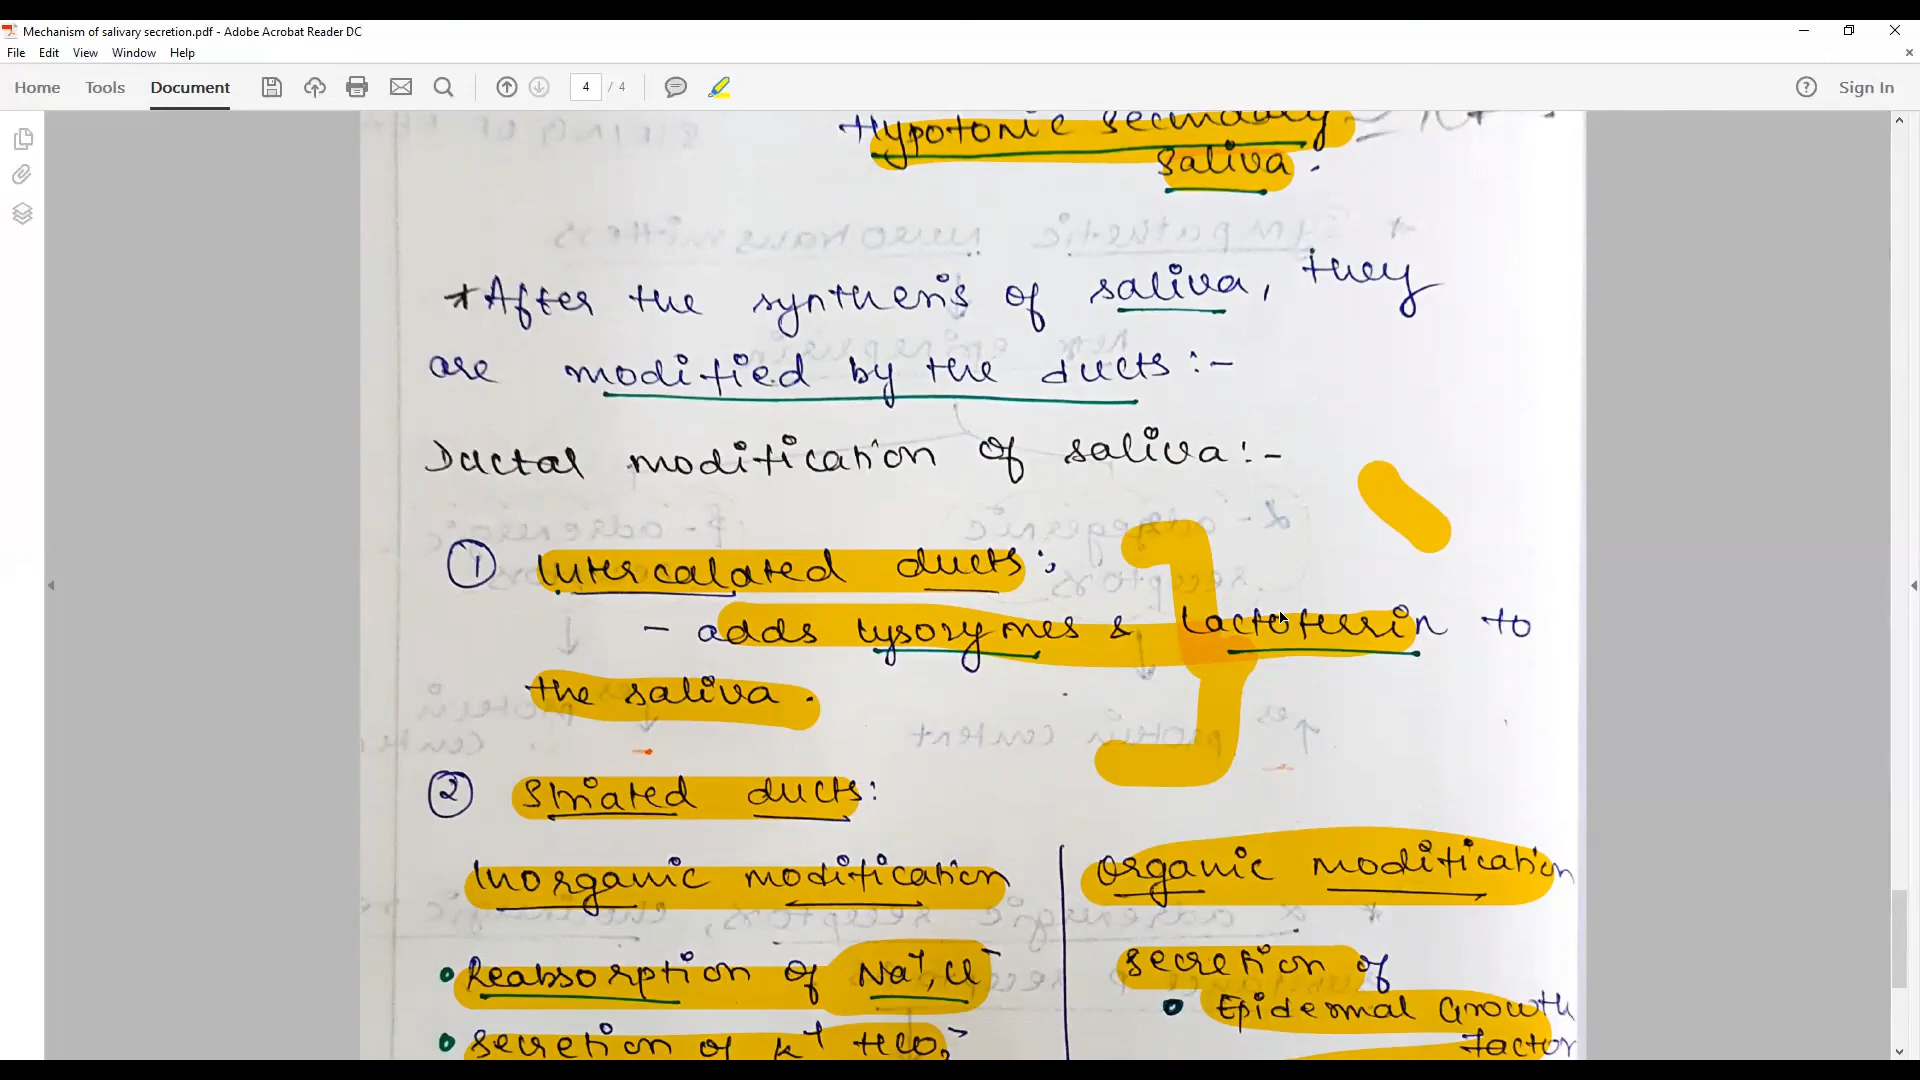 Mechanism of salivary secretion.pdf - Adobe Acrobat Reader DC
File Edit View Window Help
Home Tools Document 4 / 4 Sign In
Hypotonic secondary
saliva.
*After the synthesis of saliva, they
are modified by the ducts:-
Ductal modification of saliva:-
① Intercalated ducts:
- adds lysozymes & lactoferrin to
the saliva.
② Striated ducts:
Inorganic modification
• Reabsorption of Na⁺, Cl⁻
• Secretion of K⁺ HCO₃⁻
Organic modification
Secretion of
• Epidermal Growth
factor